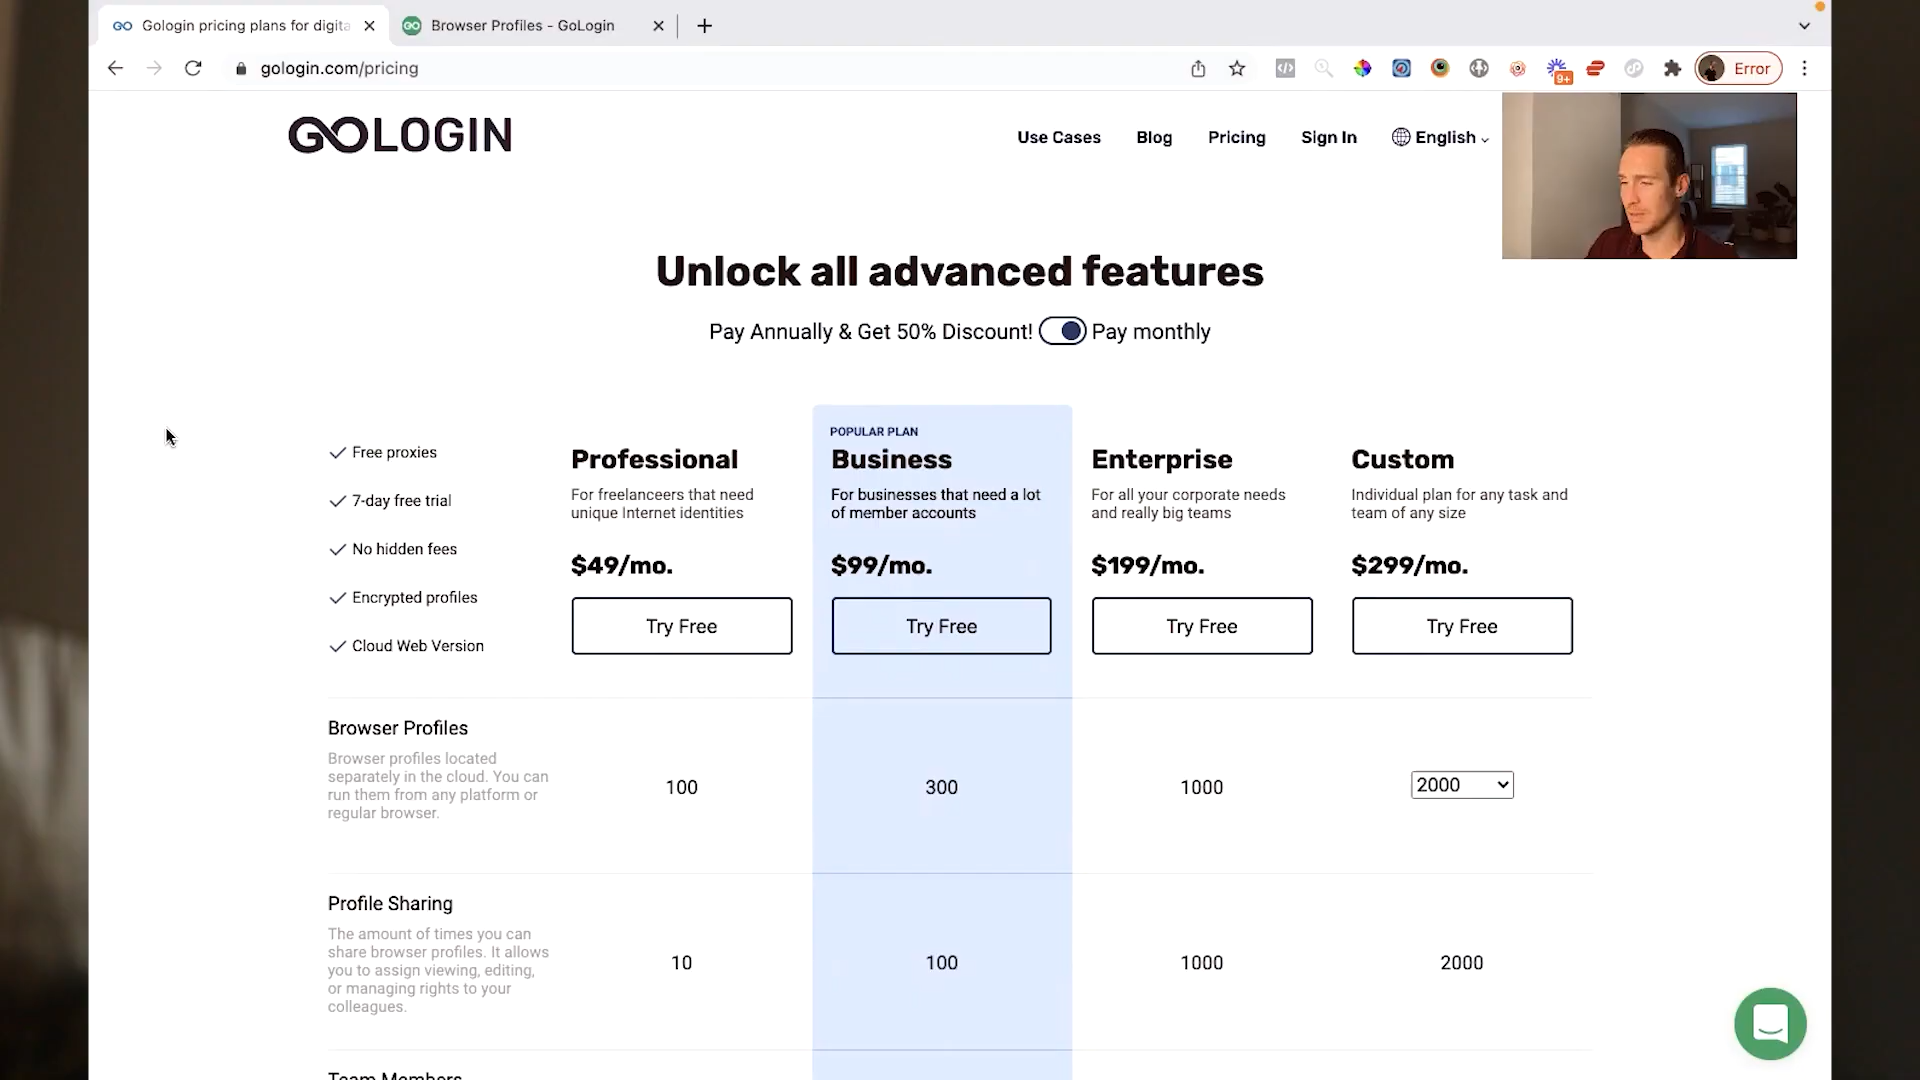 Gologin pricing plans for digita
Browser Profiles - GoLogin
gologin.com/pricing
9+
Error
GOLOGIN
Use Cases
Blog
Pricing
Sign In
English
Unlock all advanced features
Pay Annually & Get 50% Discount!
Pay monthly
Free proxies
7-day free trial
No hidden fees
Encrypted profiles
Cloud Web Version
Professional
For freelancers that need
unique Internet identities
$49/mo.
Try Free
POPULAR PLAN
Business
For businesses that need a lot
of member accounts
$99/mo.
Try Free
Enterprise
For all your corporate needs
and really big teams
$199/mo.
Try Free
Custom
Individual plan for any task and
team of any size
$299/mo.
Try Free
Browser Profiles
Browser profiles located
separately in the cloud. You can
run them from any platform or
regular browser.
100
300
1000
2000
Profile Sharing
The amount of times you can
share browser profiles. It allows
you to assign viewing, editing,
or managing rights to your
colleagues.
10
100
1000
2000
Team Members